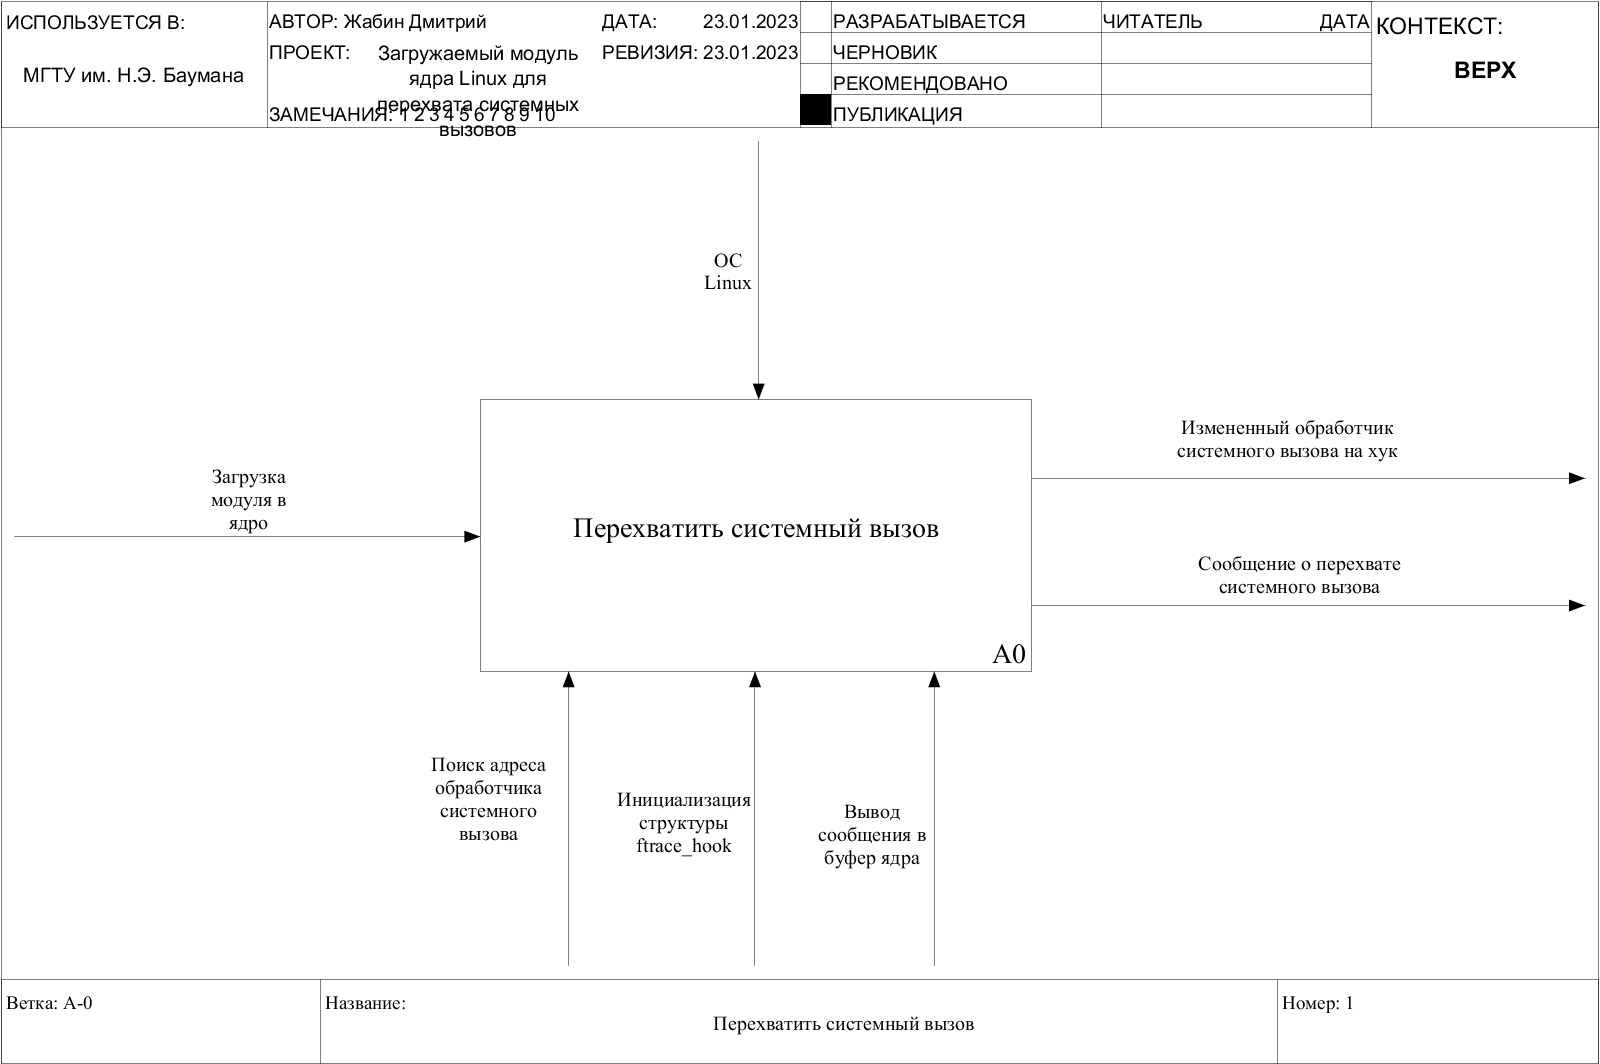 ИСПОЛЬЗУЕТСЯ В:
МГТУ им. Н.Э. Баумана
АВТОР: Жабин Дмитрий
ДАТА: 23.01.2023
ПРОЕКТ:
Загружаемый модуль
ядра Linux для
перехвата системных
вызовов
РЕВИЗИЯ: 23.01.2023
ЗАМЕЧАНИЯ: 1 2 3 4 5 6 7 8 9 10
РАЗРАБАТЫВАЕТСЯ
ЧЕРНОВИК
РЕКОМЕНДОВАНО
ПУБЛИКАЦИЯ
ЧИТАТЕЛЬ
ДАТА
КОНТЕКСТ:
ВЕРХ
ОС
Linux
Загрузка
модуля в
ядро
Перехватить системный вызов
A0
Измененный обработчик
системного вызова на хук
Сообщение о перехвате
системного вызова
Поиск адреса
обработчика
системного
вызова
Инициализация
структуры
ftrace_hook
Вывод
сообщения в
буфер ядра
Ветка: A-0
Название:
Перехватить системный вызов
Номер: 1